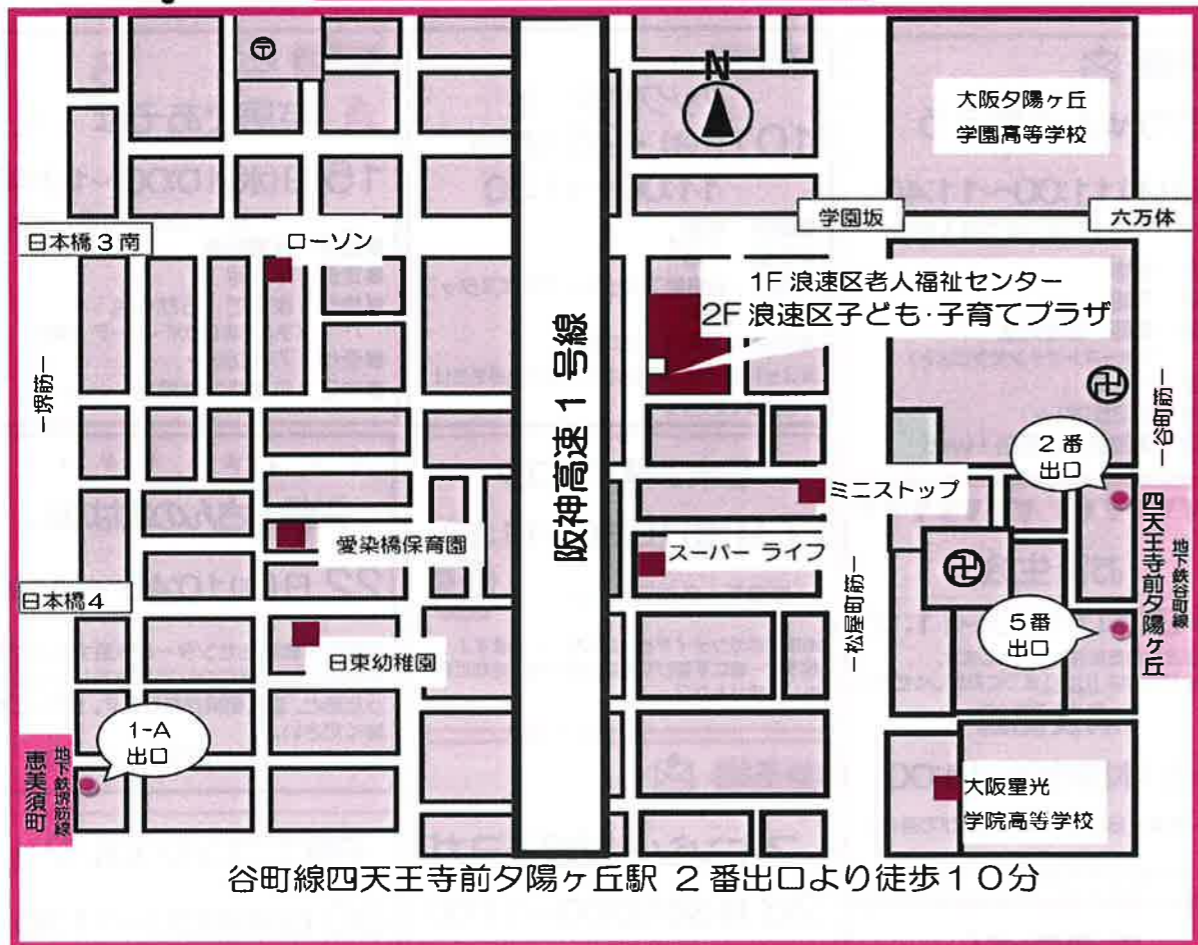 N
大阪夕陽ヶ丘
学園高等学校
学園坂
六万体
日本橋3南
ローソン
1F 浪速区老人福祉センター
2F 浪速区子ども・子育てプラザ
阪神高速1号線
ー堺筋ー
ー谷町筋ー
2番
出口
ミニストップ
愛染橋保育園
スーパー ライフ
ー松屋町筋ー
地下鉄谷町線
四天王寺前夕陽ヶ丘
日本橋4
5番
出口
日東幼稚園
1-A
出口
地下鉄堺筋線
恵美須町
大阪星光
学院高等学校
谷町線四天王寺前夕陽ヶ丘駅 2番出口より徒歩10分